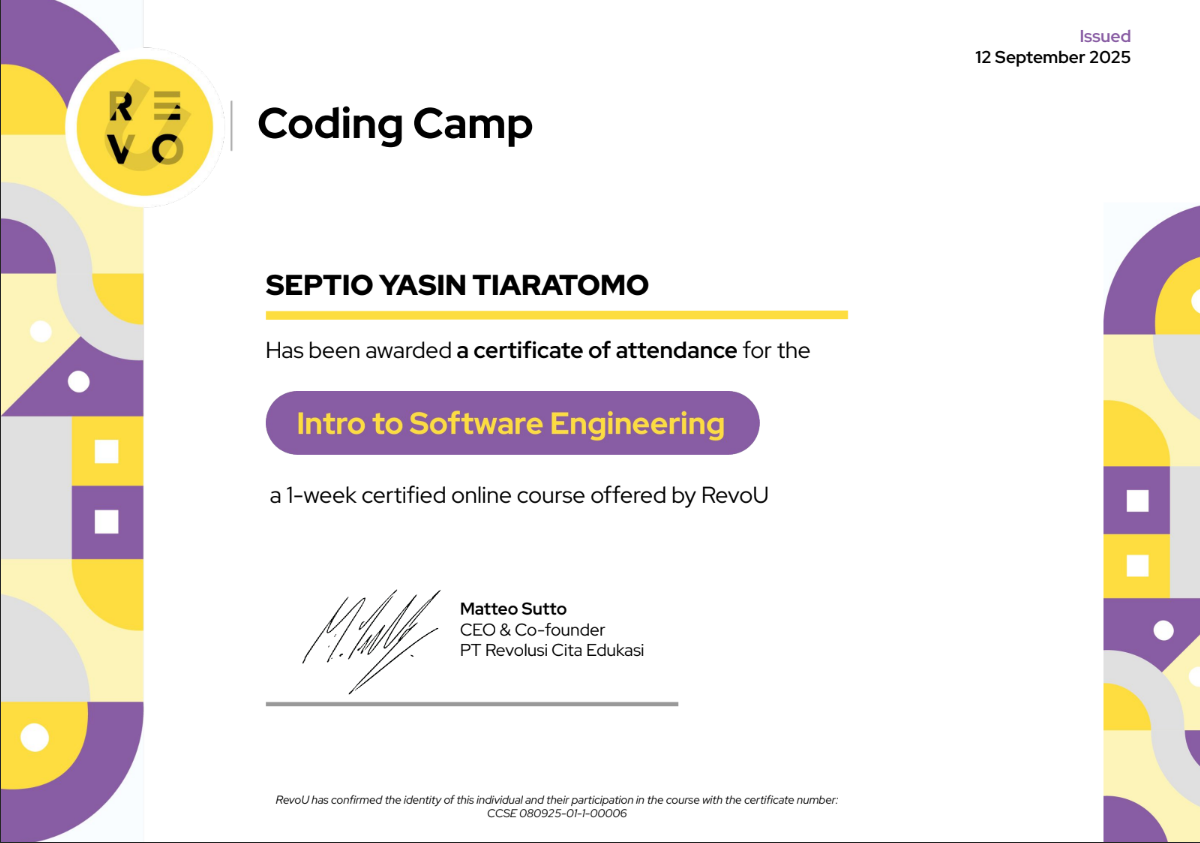 Issued
12 September 2025
RE
VO
Coding Camp
SEPTIO YASIN TIARATOMO
Has been awarded a certificate of attendance for the
Intro to Software Engineering
a 1-week certified online course offered by RevoU
Matteo Sutto
CEO & Co-founder
PT Revolusi Cita Edukasi
RevoU has confirmed the identity of this individual and their participation in the course with the certificate number:
CCSE 080925-01-1-00006